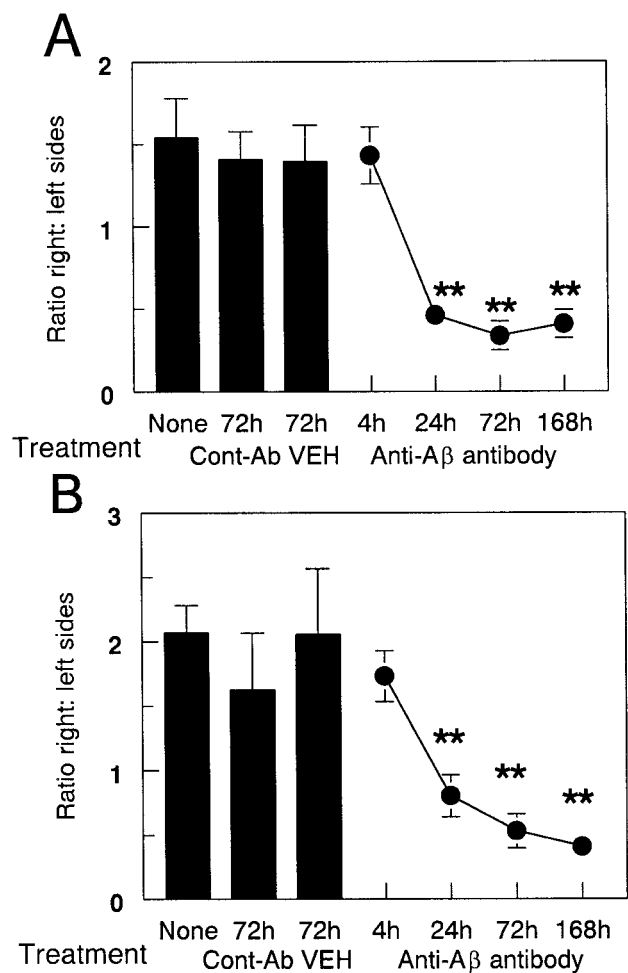 A
2
Ratio right: left sides
1
** ** **
0
None 72h 72h 4h 24h 72h 168h
Treatment Cont-Ab VEH Anti-Aβ antibody
B
3
2
Ratio right: left sides
1
** ** **
0
None 72h 72h 4h 24h 72h 168h
Treatment Cont-Ab VEH Anti-Aβ antibody